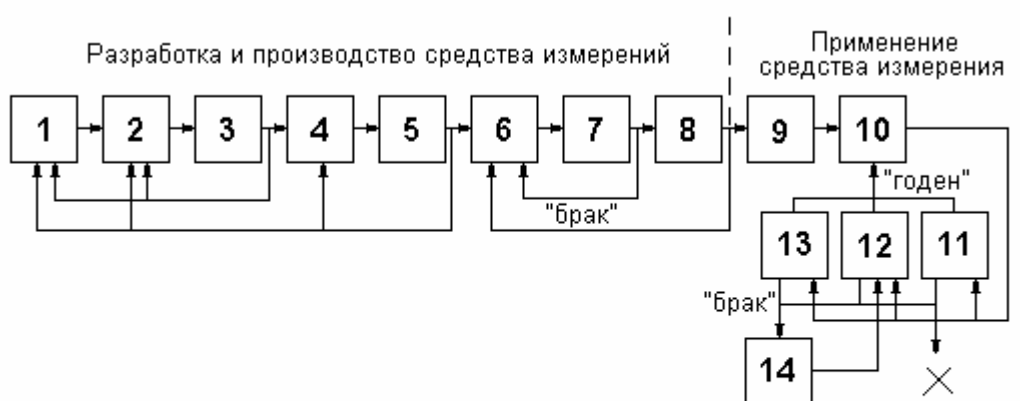 Разработка и производство средства измерений
Применение
средства измерения
1 2 3 4 5 6 7 8 9 10
"годен"
"брак"
13 12 11
"брак"
14